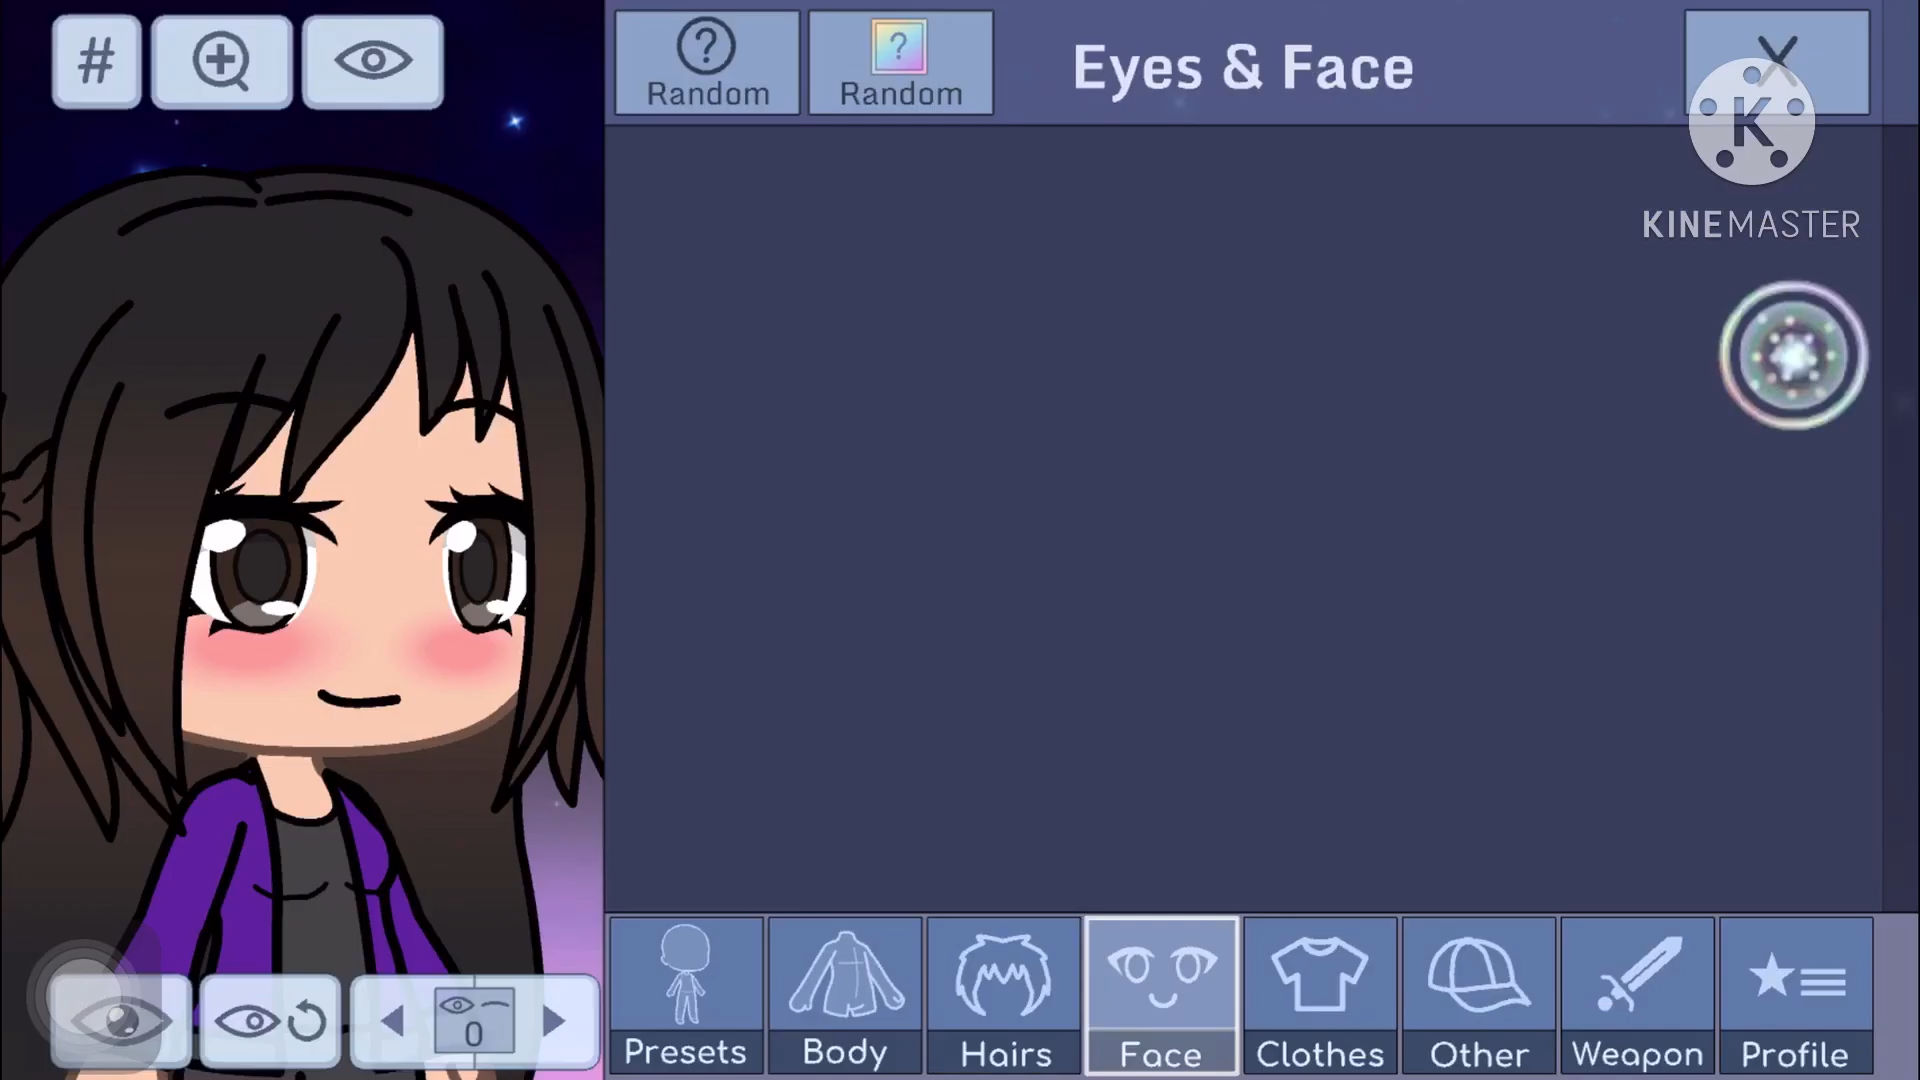 #
?
Random
?
Random
Eyes & Face
X
K
KINEMASTER
0
Presets
Body
Hairs
Face
Clothes
Other
Weapon
Profile